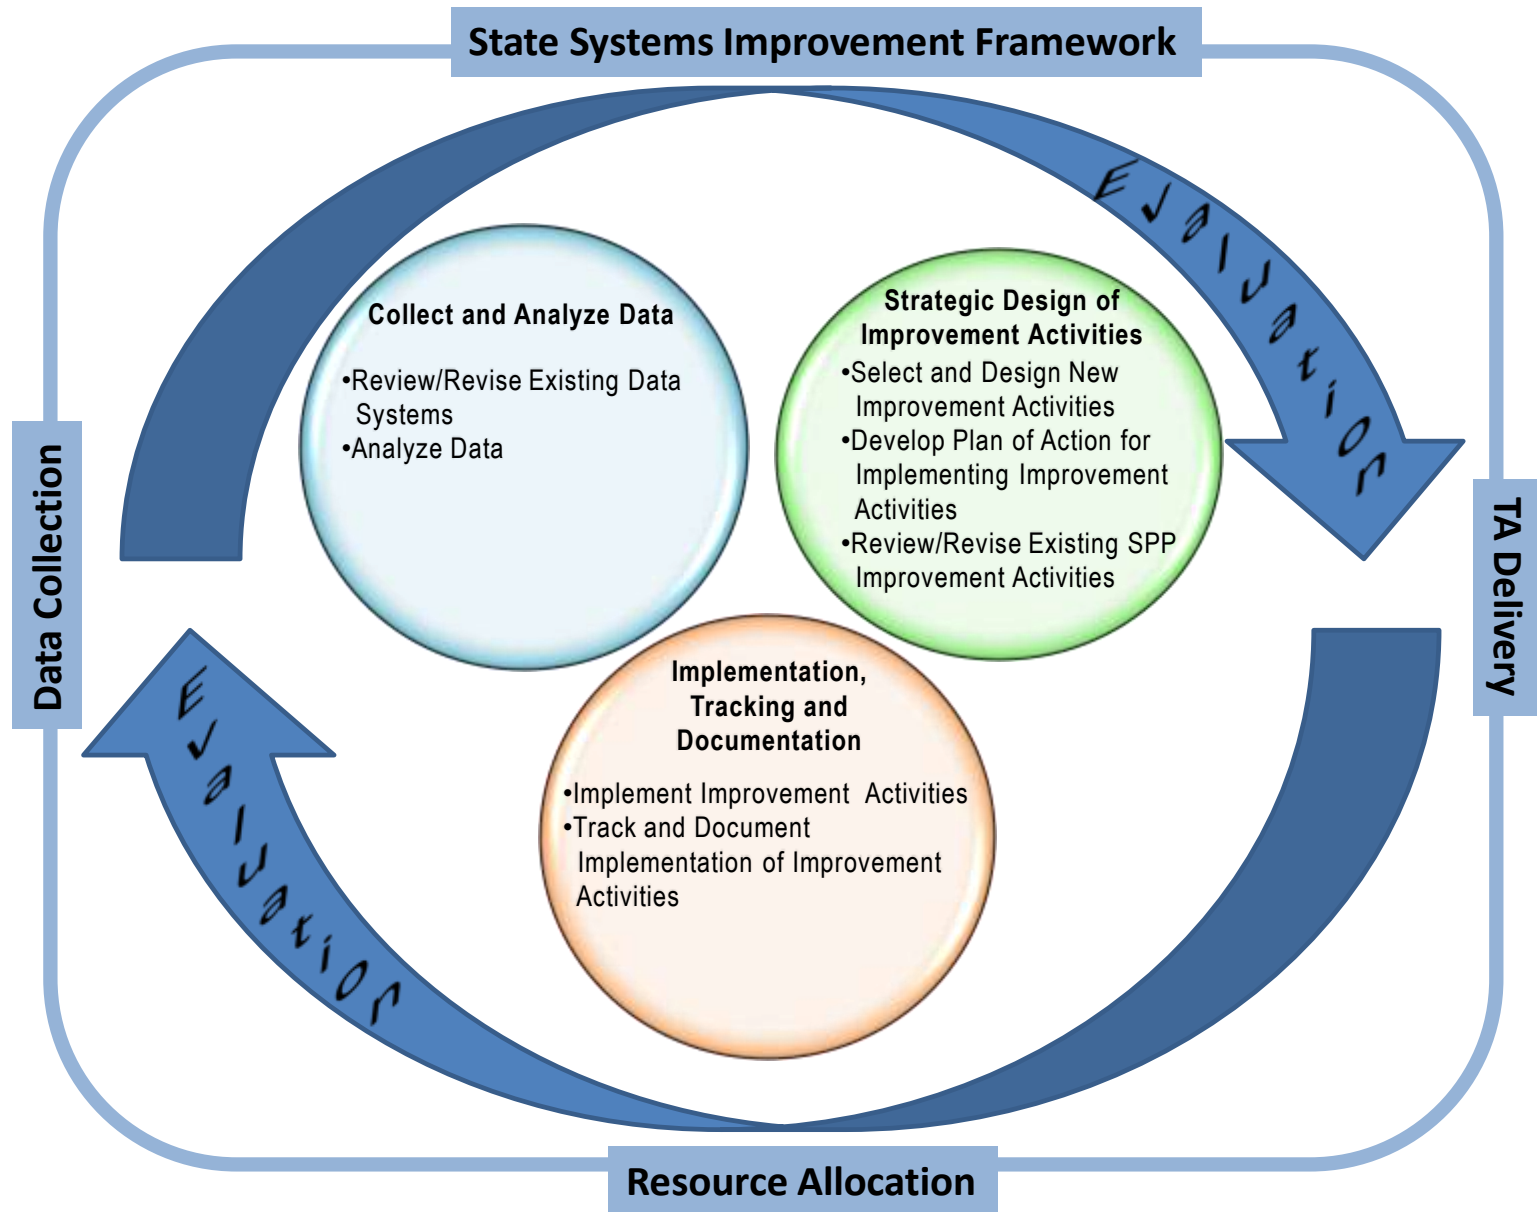 State Systems Improvement Framework
Evaluation
Collect and Analyze Data
•Review/Revise Existing Data
Systems
•Analyze Data
Strategic Design of
Improvement Activities
•Select and Design New
Improvement Activities
•Develop Plan of Action for
Implementing Improvement
Activities
•Review/Revise Existing SPP
Improvement Activities
Data Collection
TA Delivery
Implementation,
Tracking and
Documentation
•Implement Improvement Activities
•Track and Document
Implementation of Improvement
Activities
Evaluation
Resource Allocation